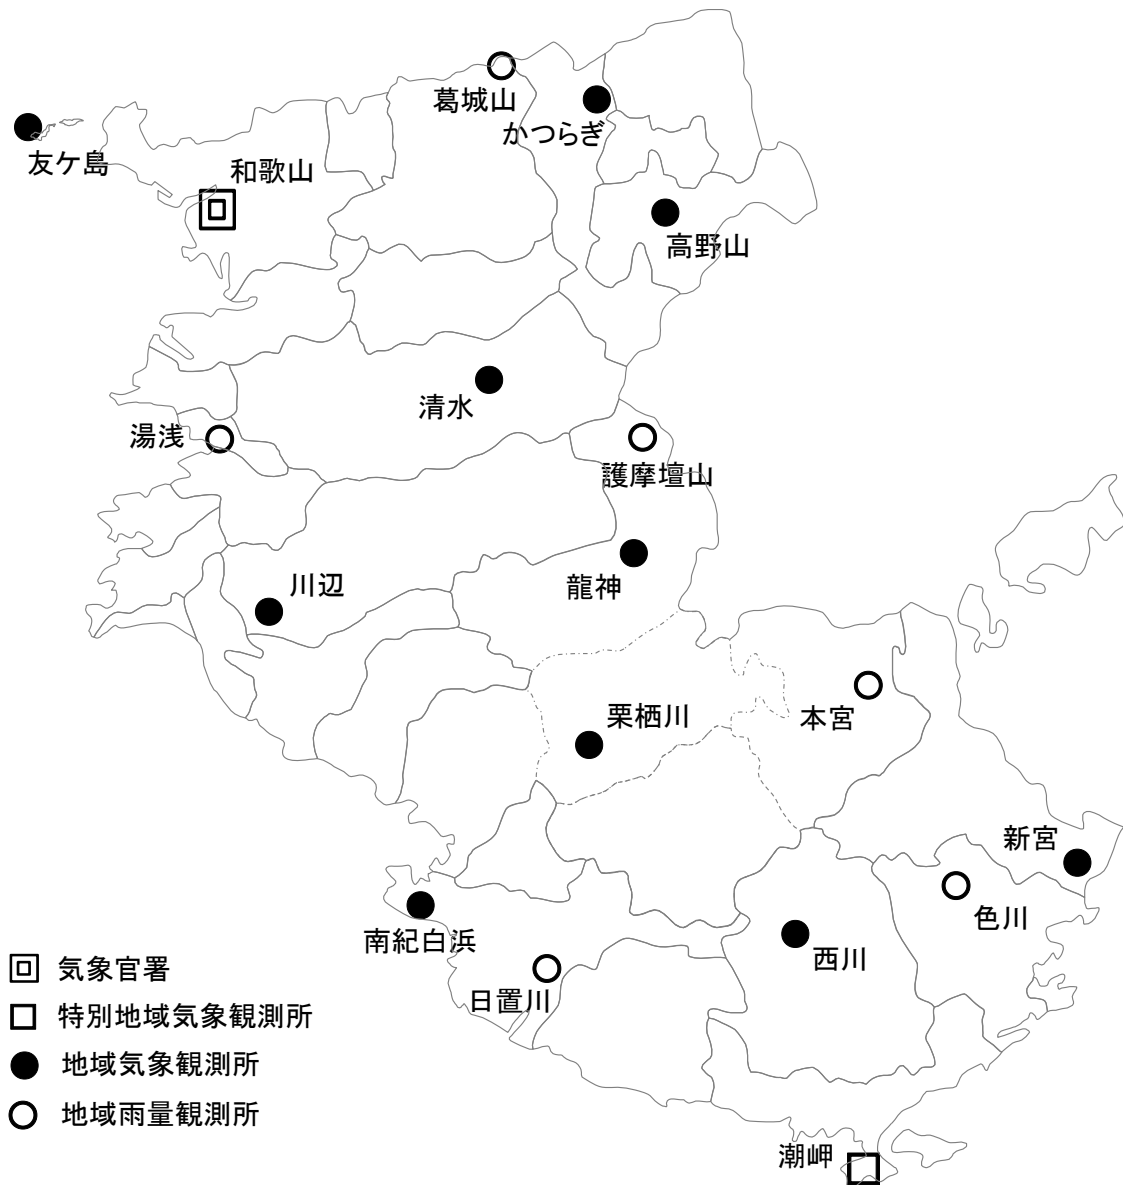 葛城山
かつらぎ
友ケ島
和歌山
高野山
清水
湯浅
護摩壇山
川辺
龍神
栗栖川
本宮
新宮
色川
南紀白浜
西川
日置川
潮岬
気象官署
特別地域気象観測所
地域気象観測所
地域雨量観測所